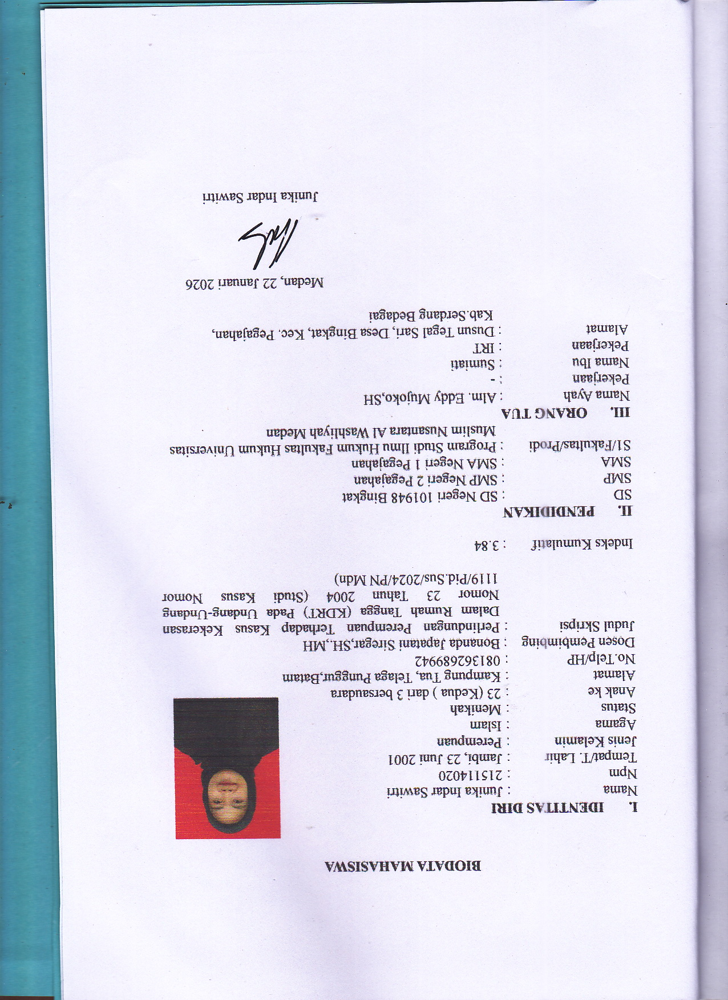 BIODATA MAHASISWA
I. IDENTITAS DIRI
Nama : Junika Indar Sawitri
Npm : 215114020
Tempat/T. Lahir : Jambi, 23 Juni 2001
Jenis Kelamin : Perempuan
Agama : Islam
Status : Menikah
Anak ke : 23 (Kedua ) dari 3 bersaudara
Alamat : Kampung Tua, Telaga Punggur,Batam
No.Telp/HP : 081362689942
Dosen Pembimbing : Bonanda Japatani Siregar,SH.,MH
Judul Skripsi : Perlindungan Perempuan Terhadap Kasus Kekerasan
Dalam Rumah Tangga (KDRT) Pada Undang-Undang
Nomor 23 Tahun 2004 (Studi Kasus Nomor
1119/Pid.Sus/2024/PN Mdn)
Indeks Kumulatif : 3.84
II. PENDIDIKAN
SD : SD Negeri 101948 Bingkat
SMP : SMP Negeri 2 Pegajahan
SMA : SMA Negeri 1 Pegajahan
S1/Fakultas/Prodi : Program Studi Ilmu Hukum Fakultas Hukum Universitas
Muslim Nusantara Al Washliyah Medan
III. ORANG TUA
Nama Ayah : Alm. Eddy Mujoko,SH
Pekerjaan : -
Nama Ibu : Sumiati
Pekerjaan : IRT
Alamat : Dusun Tegal Sari, Desa Bingkat, Kec. Pegajahan,
Kab.Serdang Bedagai
Medan, 22 Januari 2026
Junika Indar Sawitri